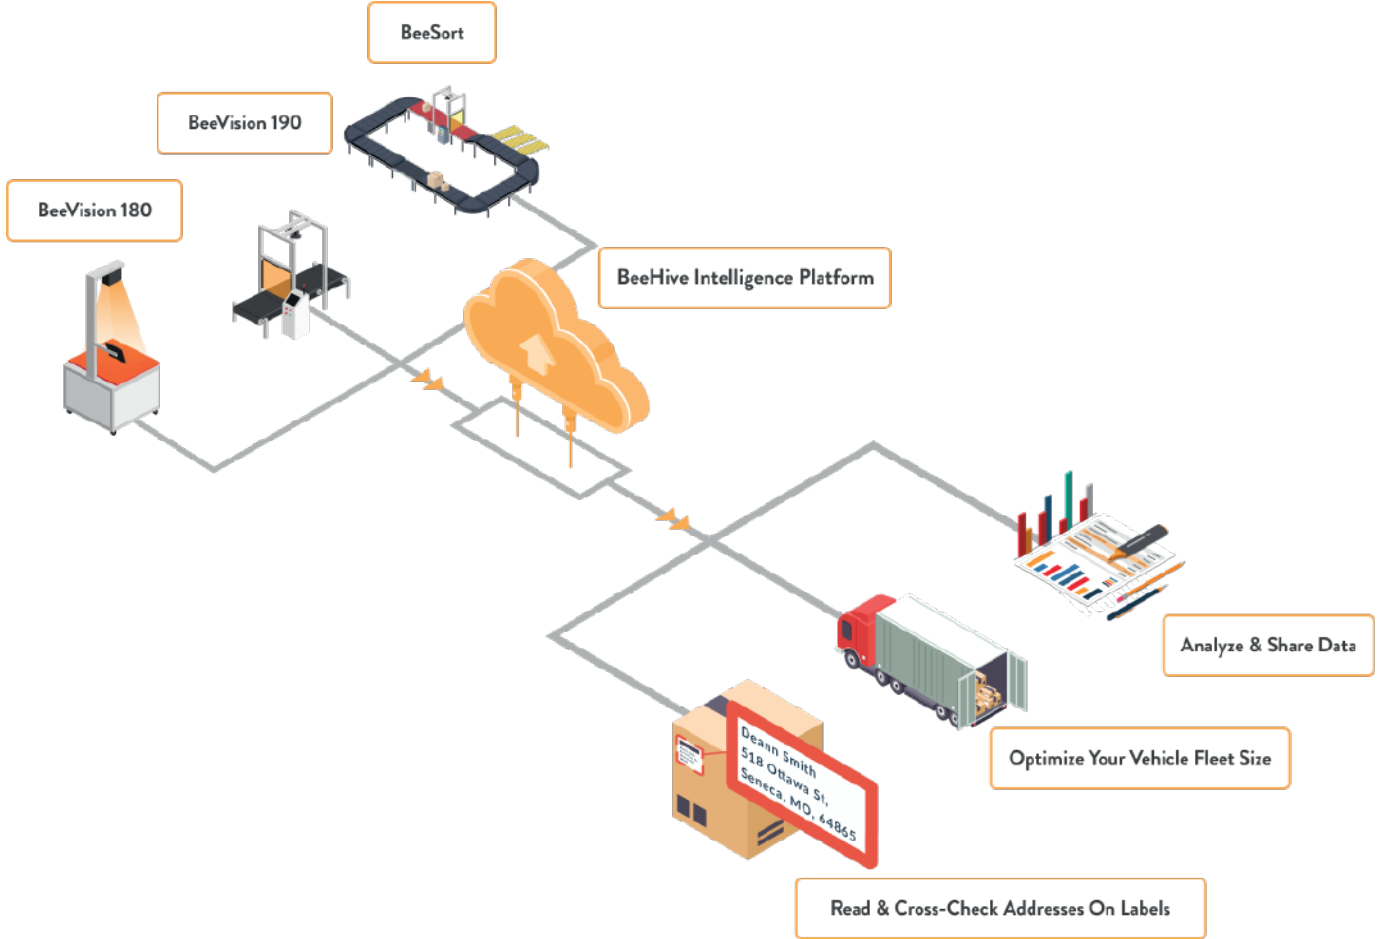 BeeSort
BeeVision 190
BeeVision 180
BeeHive Intelligence Platform
Analyze & Share Data
Optimize Your Vehicle Fleet Size
Deann Smith
518 Ottawa St,
Seneca, MO, 64865
Read & Cross-Check Addresses On Labels